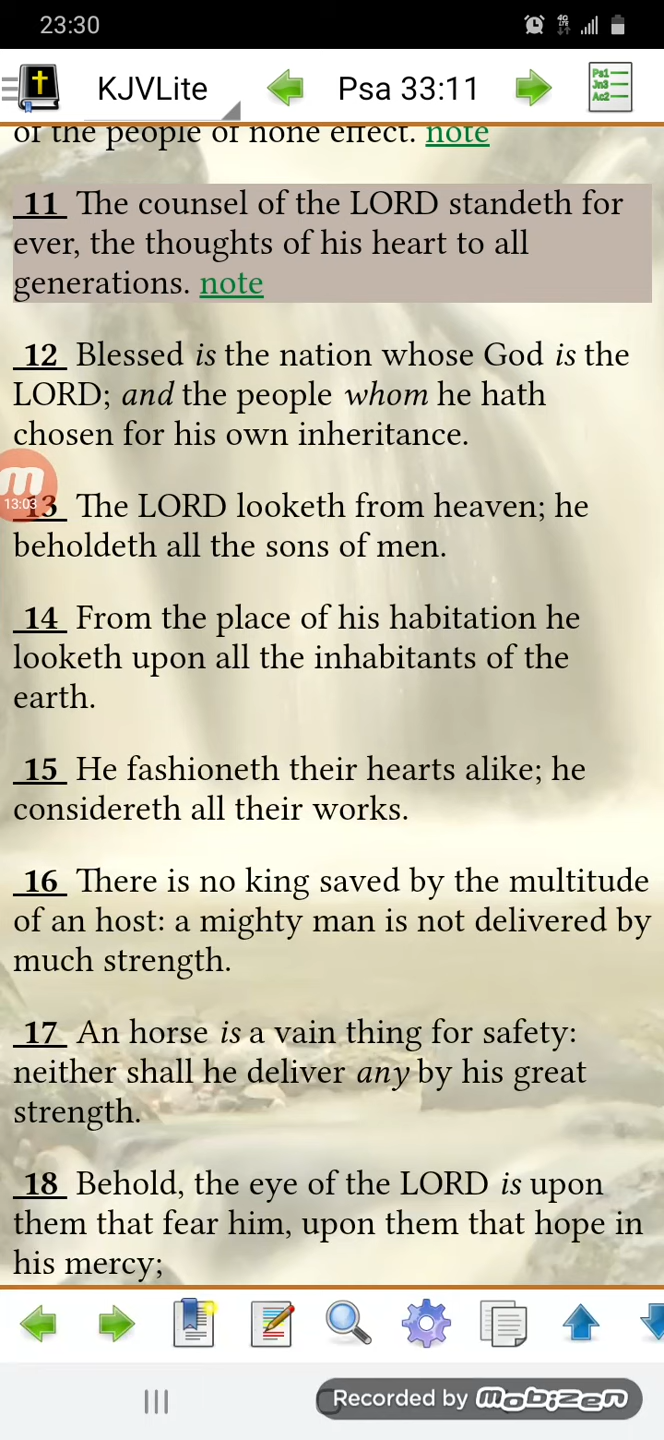 23:30
KJVLite
Psa 33:11
Ps1
Jn3
Ac2
of the people of none effect. note
11 The counsel of the LORD standeth for
ever, the thoughts of his heart to all
generations. note
12 Blessed is the nation whose God is the
LORD; and the people whom he hath
chosen for his own inheritance.
13:03
13 The LORD looketh from heaven; he
beholdeth all the sons of men.
14 From the place of his habitation he
looketh upon all the inhabitants of the
earth.
15 He fashioneth their hearts alike; he
considereth all their works.
16 There is no king saved by the multitude
of an host: a mighty man is not delivered by
much strength.
17 An horse is a vain thing for safety:
neither shall he deliver any by his great
strength.
18 Behold, the eye of the LORD is upon
them that fear him, upon them that hope in
his mercy;
Recorded by mobizen